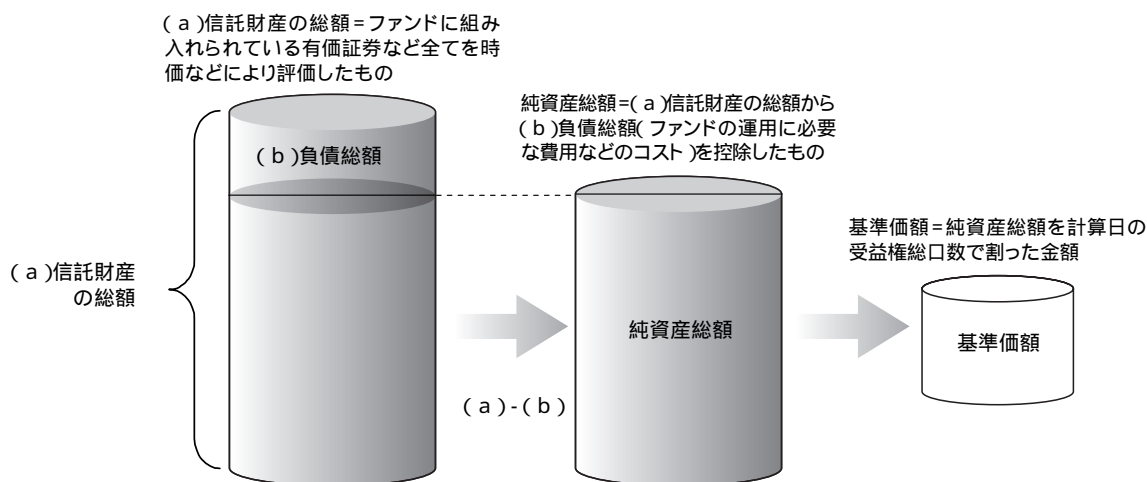 (a)信託財産の総額=ファンドに組み
入れられている有価証券など全てを時
価などにより評価したもの
純資産総額=(a)信託財産の総額から
(b)負債総額(ファンドの運用に必要
な費用などのコスト)を控除したもの
(b)負債総額
基準価額=純資産総額を計算日の
受益権総口数で割った金額
(a)信託財産
の総額
純資産総額
基準価額
(a)-(b)